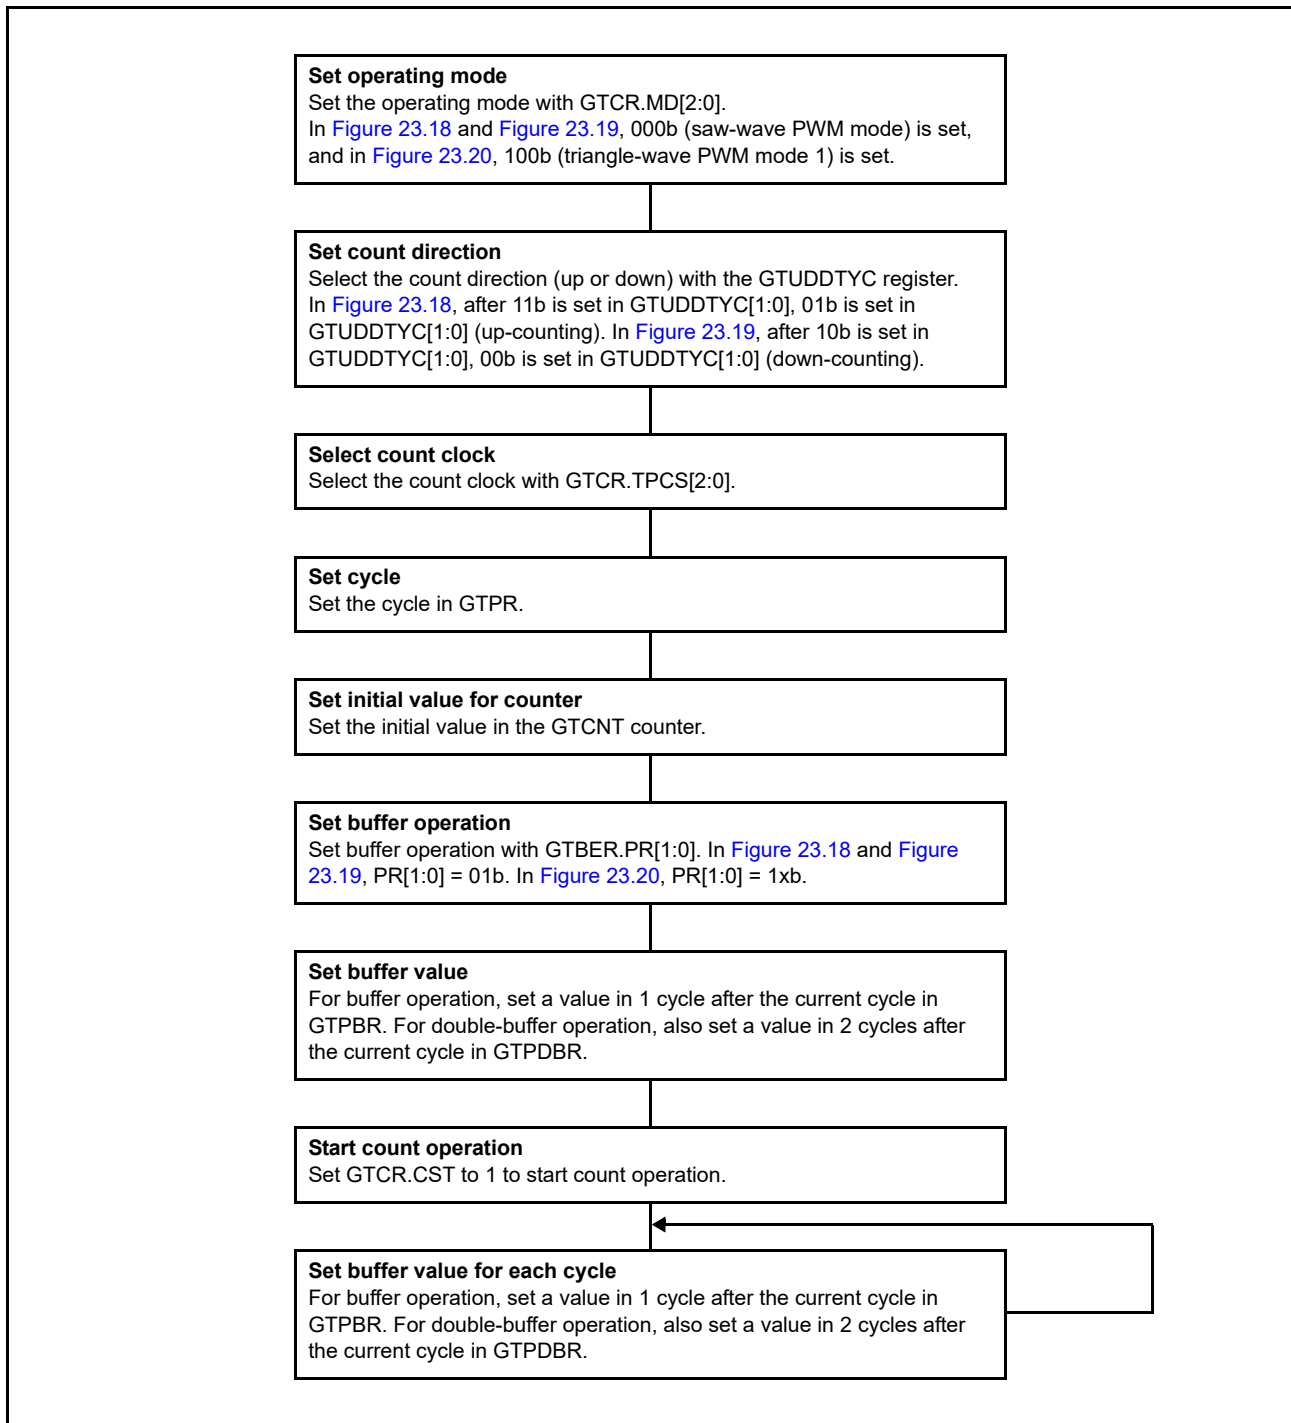 Set operating mode
Set the operating mode with GTCR.MD[2:0].
In Figure 23.18 and Figure 23.19, 000b (saw-wave PWM mode) is set,
and in Figure 23.20, 100b (triangle-wave PWM mode 1) is set.
Set count direction
Select the count direction (up or down) with the GTUDDTYC register.
In Figure 23.18, after 11b is set in GTUDDTYC[1:0], 01b is set in
GTUDDTYC[1:0] (up-counting). In Figure 23.19, after 10b is set in
GTUDDTYC[1:0], 00b is set in GTUDDTYC[1:0] (down-counting).
Select count clock
Select the count clock with GTCR.TPCS[2:0].
Set cycle
Set the cycle in GTPR.
Set initial value for counter
Set the initial value in the GTCNT counter.
Set buffer operation
Set buffer operation with GTBER.PR[1:0]. In Figure 23.18 and Figure
23.19, PR[1:0] = 01b. In Figure 23.20, PR[1:0] = 1xb.
Set buffer value
For buffer operation, set a value in 1 cycle after the current cycle in
GTPBR. For double-buffer operation, also set a value in 2 cycles after
the current cycle in GTPDBR.
Start count operation
Set GTCR.CST to 1 to start count operation.
Set buffer value for each cycle
For buffer operation, set a value in 1 cycle after the current cycle in
GTPBR. For double-buffer operation, also set a value in 2 cycles after
the current cycle in GTPDBR.